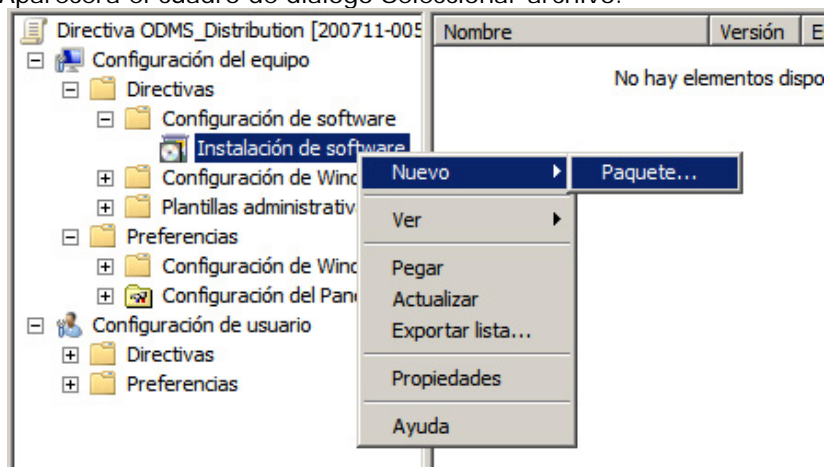 Aparecerá el cuadro de diálogo Seleccionar archivo.
Directiva ODMS_Distribution [200711-005
Nombre
Versión
E
Configuración del equipo
No hay elementos dispo
Directivas
Configuración de software
Instalación de software
Nuevo
Paquete...
Configuración de Wind
Plantillas administrativ
Ver
Preferencias
Configuración de Wind
Pegar
Configuración del Pan
Actualizar
Configuración de usuario
Exportar lista...
Directivas
Preferencias
Propiedades
Ayuda